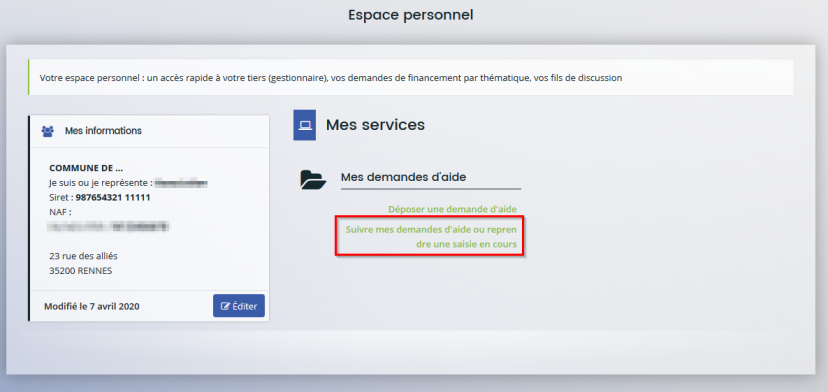 Espace personnel
Votre espace personnel : un accès rapide à votre tiers (gestionnaire), vos demandes de financement par thématique, vos fils de discussion
Mes informations
COMMUNE DE ...
Je suis ou je représente :
Siret : 987654321 11111
NAF :
23 rue des alliés
35200 RENNES
Modifié le 7 avril 2020
Éditer
Mes services
Mes demandes d'aide
Déposer une demande d'aide
Suivre mes demandes d'aide ou repren
dre une saisie en cours